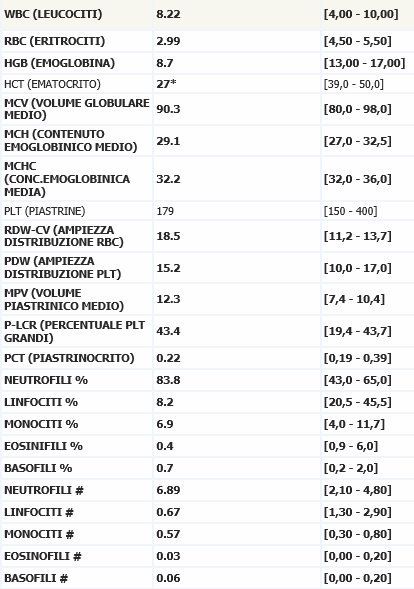 WBC (LEUCOCITI) 8.22 [4,00 - 10,00]
RBC (ERITROCITI) 2.99 [4,50 - 5,50]
HGB (EMOGLOBINA) 8.7 [13,00 - 17,00]
HCT (EMATOCRITO) 27* [39,0 - 50,0]
MCV (VOLUME GLOBULARE
MEDIO) 90.3 [80,0 - 98,0]
MCH (CONTENUTO
EMOGLOBINICO MEDIO) 29.1 [27,0 - 32,5]
MCHC
(CONC.EMOGLOBINICA 32.2 [32,0 - 36,0]
MEDIA)
PLT (PIASTRINE) 179 [150 - 400]
RDW-CV (AMPIEZZA
DISTRIBUZIONE RBC) 18.5 [11,2 - 13,7]
PDW (AMPIEZZA
DISTRIBUZIONE PLT) 15.2 [10,0 - 17,0]
MPV (VOLUME
PIASTRINICO MEDIO) 12.3 [7,4 - 10,4]
P-LCR (PERCENTUALE PLT
GRANDI) 43.4 [19,4 - 43,7]
PCT (PIASTRINOCRITO) 0.22 [0,19 - 0,39]
NEUTROFILI % 83.8 [43,0 - 65,0]
LINFOCITI % 8.2 [20,5 - 45,5]
MONOCITI % 6.9 [4,0 - 11,7]
EOSINIFILI % 0.4 [0,9 - 6,0]
BASOFILI % 0.7 [0,2 - 2,0]
NEUTROFILI # 6.89 [2,10 - 4,80]
LINFOCITI # 0.67 [1,30 - 2,90]
MONOCITI # 0.57 [0,30 - 0,80]
EOSINOFILI # 0.03 [0,00 - 0,20]
BASOFILI # 0.06 [0,00 - 0,20]